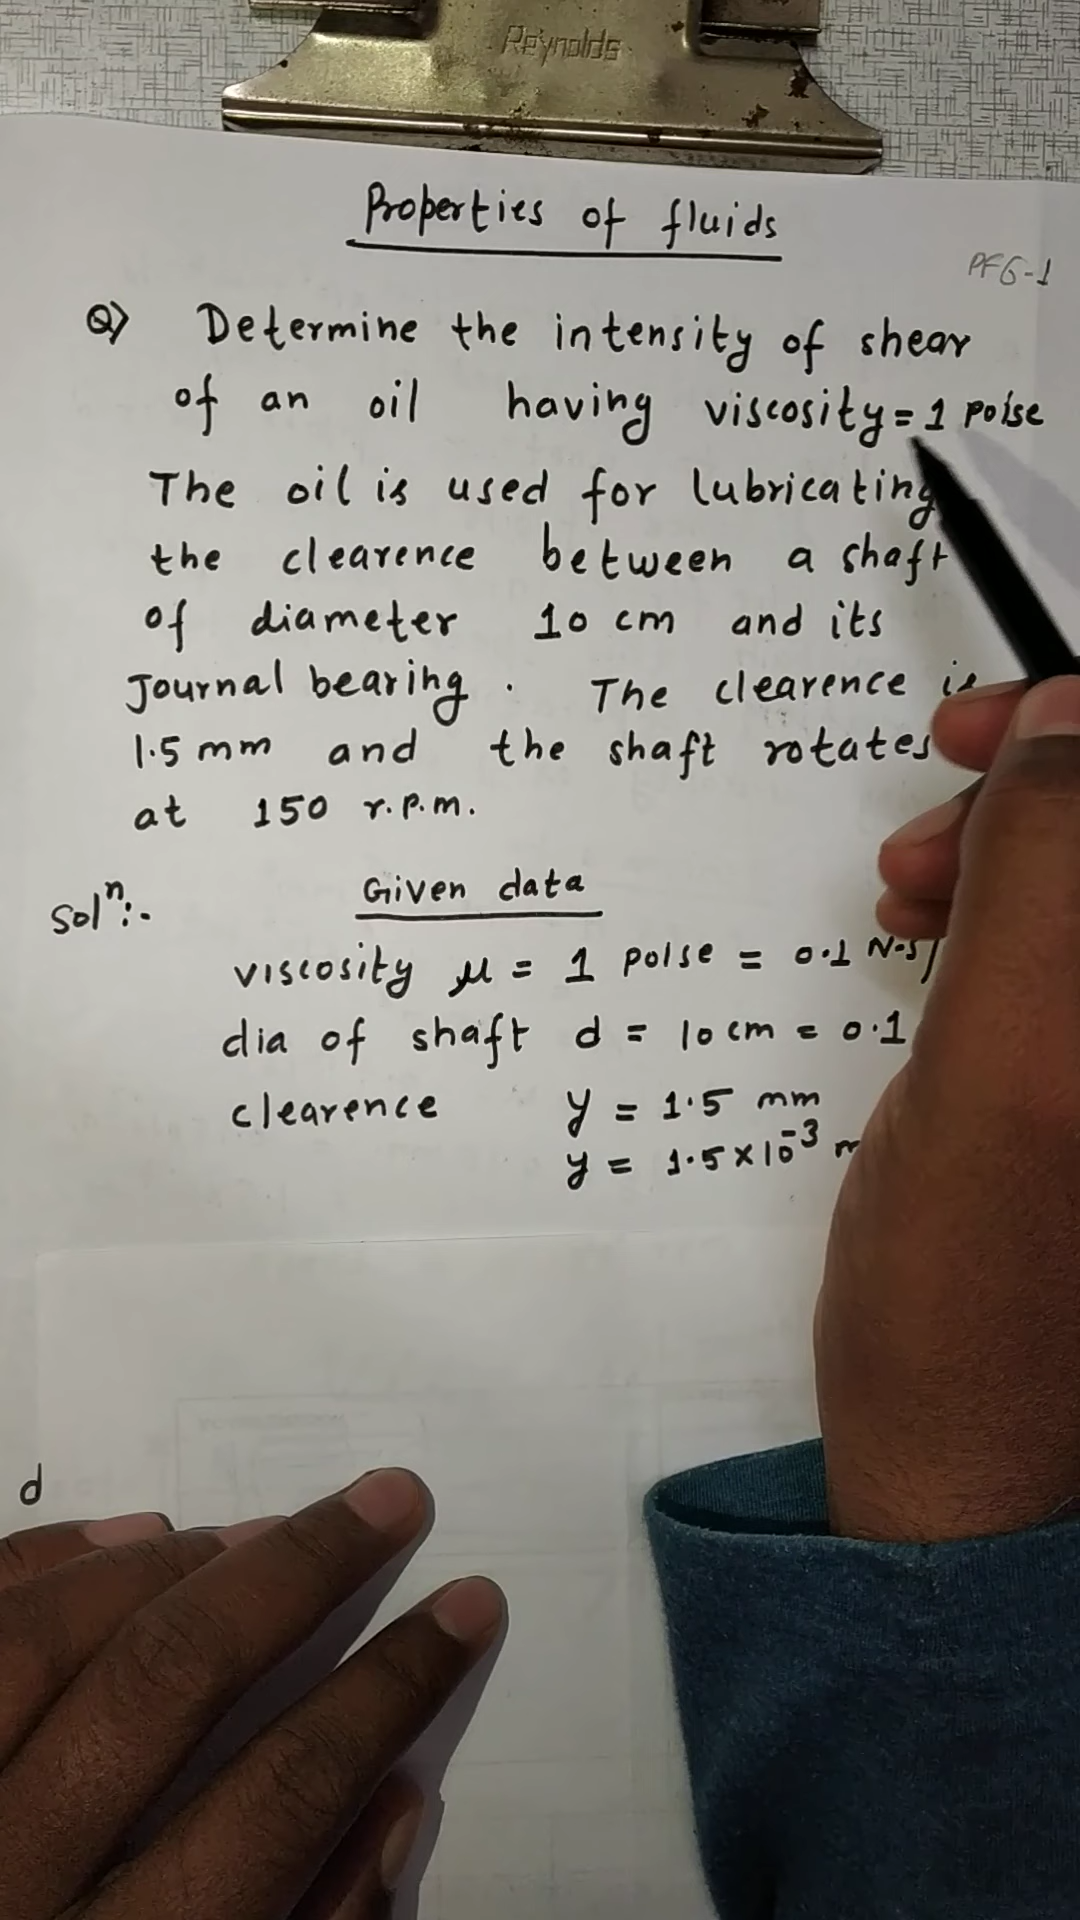 Reynolds
Properties of fluids
PF6-1
Q) Determine the intensity of shear
of an oil having viscosity = 1 poise
The oil is used for lubricating
the clearence between a shaft
of diameter 10 cm and its
Journal bearing. The clearence is
1.5 mm and the shaft rotates
at 150 r.p.m.
Solⁿ:- Given data
viscosity μ = 1 poise = 0.1 N-s/
dia of shaft d = 10 cm = 0.1
clearence y = 1.5 mm
y = 1.5 × 10⁻³ m
d